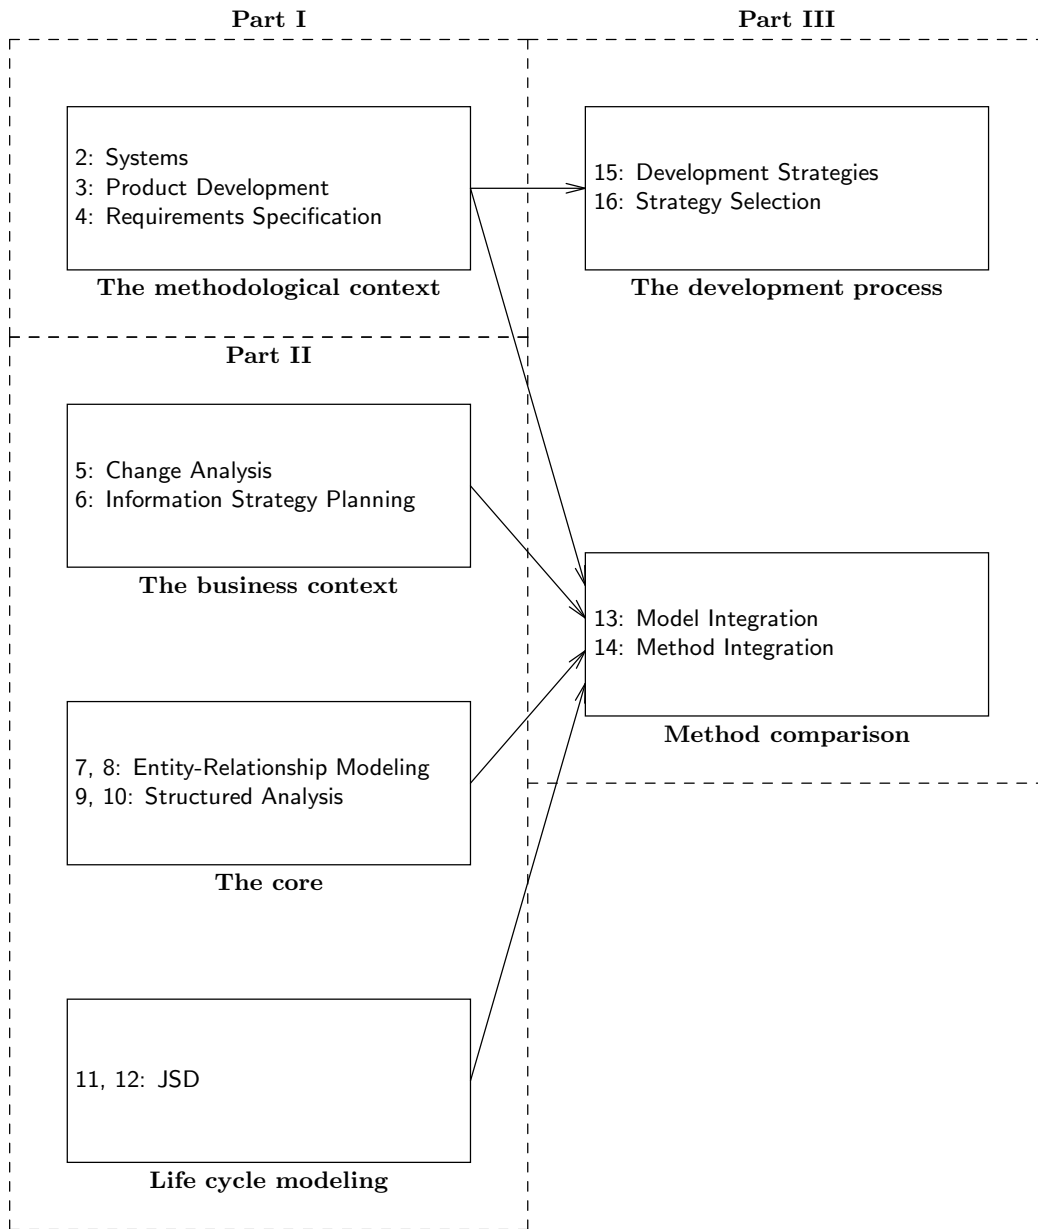 Part I
2: Systems
3: Product Development
4: Requirements Specification
The methodological context
Part II
5: Change Analysis
6: Information Strategy Planning
The business context
7, 8: Entity-Relationship Modeling
9, 10: Structured Analysis
The core
11, 12: JSD
Life cycle modeling
Part III
15: Development Strategies
16: Strategy Selection
The development process
13: Model Integration
14: Method Integration
Method comparison